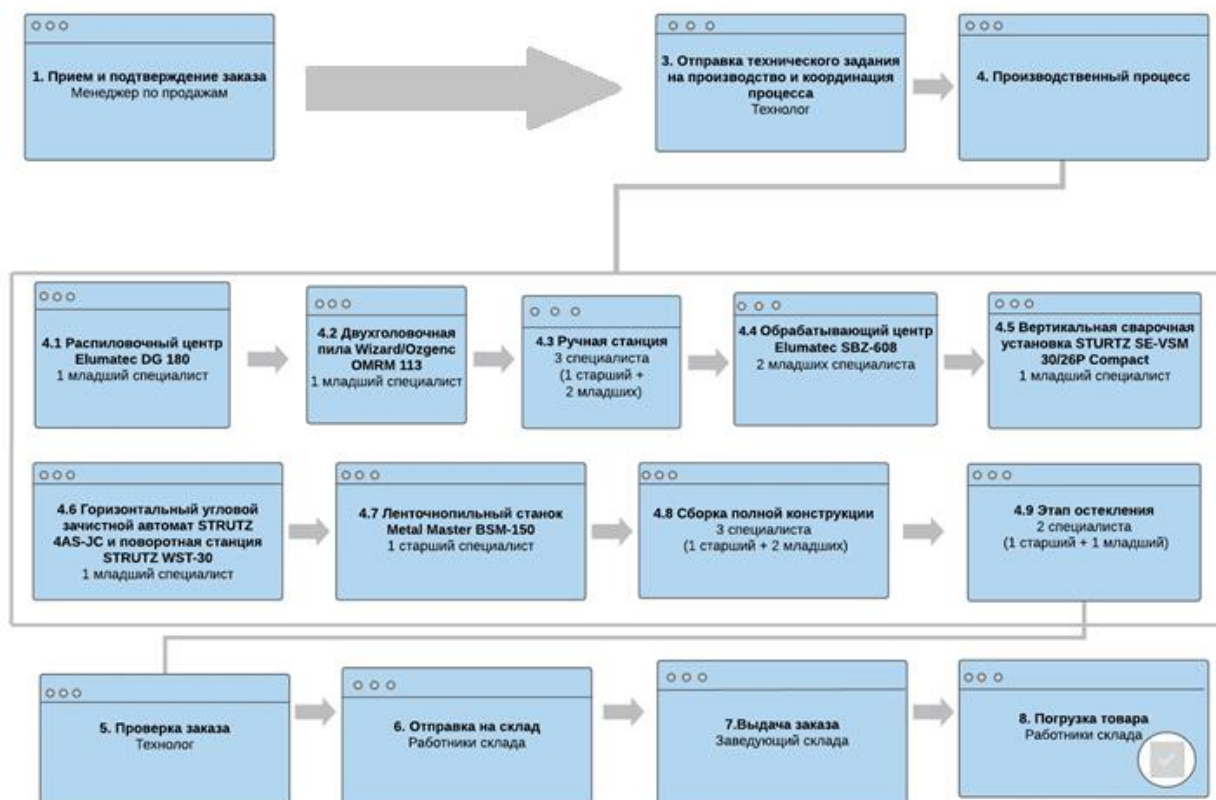 1. Прием и подтверждение заказа
Менеджер по продажам
3. Отправка технического задания
на производство и координация
процесса
Технолог
4. Производственный процесс
4.1 Распиловочный центр
Elumatec DG 180
1 младший специалист
4.2 Двухголовочная
пила Wizard/Ozgenc
OMRM 113
1 младший специалист
4.3 Ручная станция
3 специалиста
(1 старший +
2 младших)
4.4 Обрабатывающий центр
Elumatec SBZ-608
2 младших специалиста
4.5 Вертикальная сварочная
установка STURTZ SE-VSM
30/26P Compact
1 младший специалист
4.6 Горизонтальный угловой
зачистной автомат STRUTZ
4AS-JC и поворотная станция
STRUTZ WST-30
1 младший специалист
4.7 Ленточнопильный станок
Metal Master BSM-150
1 старший специалист
4.8 Сборка полной конструкции
3 специалиста
(1 старший + 2 младших)
4.9 Этап остекления
2 специалиста
(1 старший + 1 младший)
5. Проверка заказа
Технолог
6. Отправка на склад
Работники склада
7.Выдача заказа
Заведующий склада
8. Погрузка товара
Работники склада